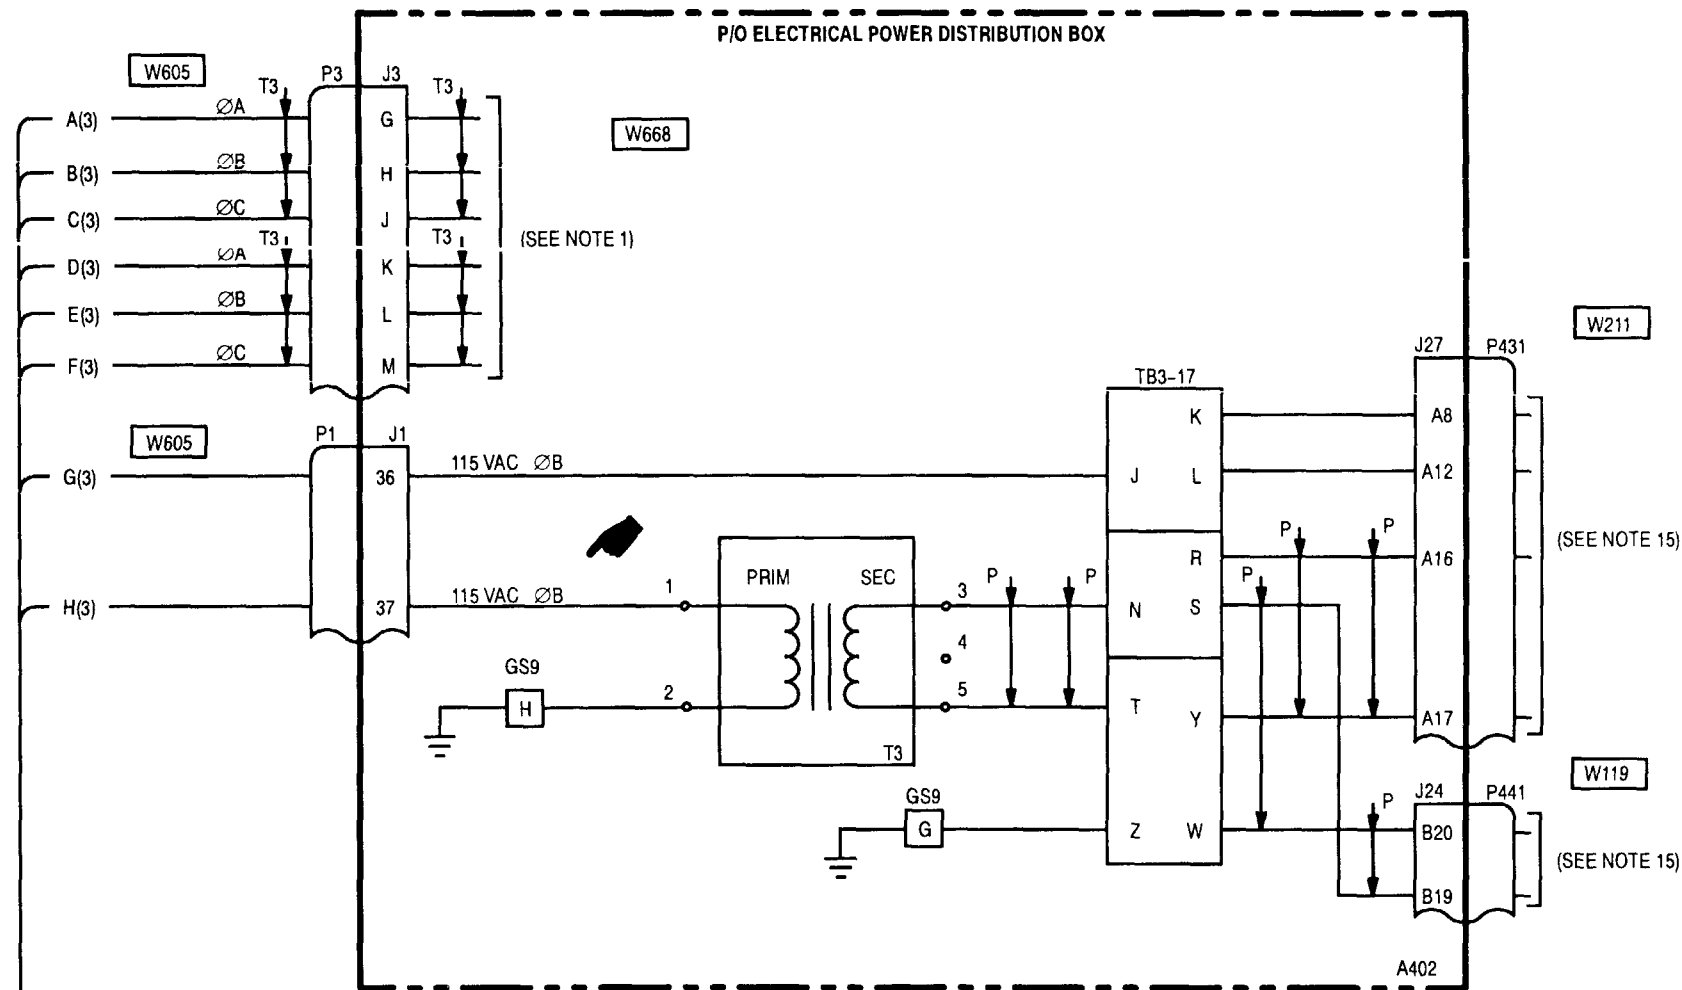 P/O ELECTRICAL POWER DISTRIBUTION BOX
W605
P3
J3
T3
T3
A(3)
ØA
G
W668
B(3)
ØB
H
C(3)
ØC
J
T3
T3
(SEE NOTE 1)
D(3)
ØA
K
E(3)
ØB
L
F(3)
ØC
M
W211
J27
P431
TB3-17
K
A8
W605
P1
J1
G(3)
36
115 VAC ØB
J
L
A12
P
P
(SEE NOTE 15)
R
A16
PRIM
SEC
P
P
P
1
3
H(3)
37
115 VAC ØB
N
S
4
GS9
H
2
5
T
Y
A17
T3
W119
J24
P441
GS9
G
Z
W
P
B20
(SEE NOTE 15)
B19
A402